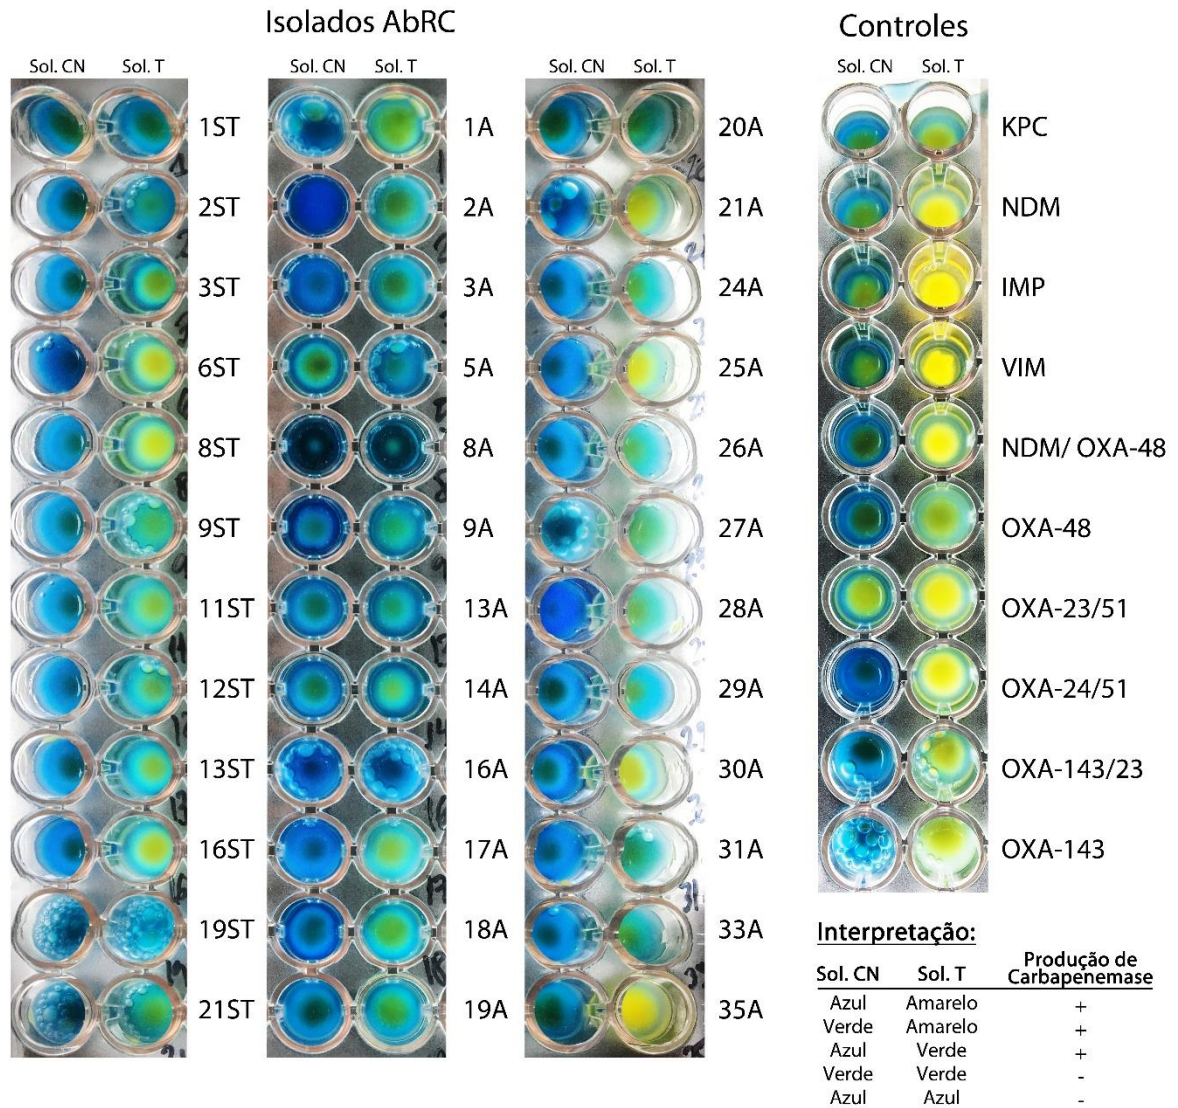 Isolados AbRC
Controles
Sol. CN Sol. T
Sol. CN Sol. T
Sol. CN Sol. T
Sol. CN Sol. T
1ST
2ST
3ST
6ST
8ST
9ST
11ST
12ST
13ST
16ST
19ST
21ST
1A
2A
3A
5A
8A
9A
13A
14A
16A
17A
18A
19A
20A
21A
24A
25A
26A
27A
28A
29A
30A
31A
33A
35A
KPC
NDM
IMP
VIM
NDM/ OXA-48
OXA-48
OXA-23/51
OXA-24/51
OXA-143/23
OXA-143
Interpretação:
Sol. CN Sol. T Produção de Carbapenemase
Azul Amarelo +
Verde Amarelo +
Azul Verde +
Verde Verde -
Azul Azul -